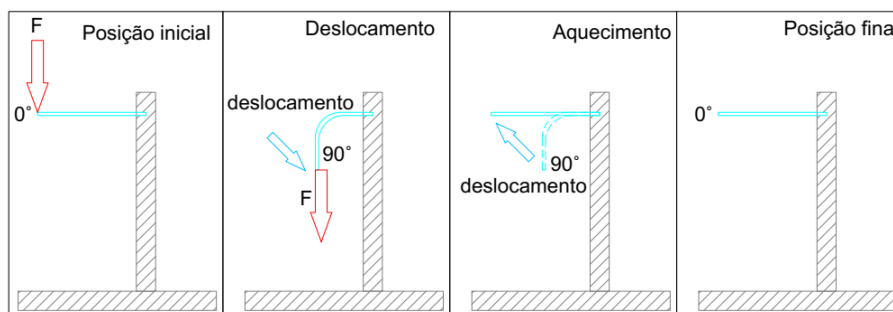 Posição inicial
F
0°
Deslocamento
deslocamento
90°
F
Aquecimento
90°
deslocamento
Posição fina
0°